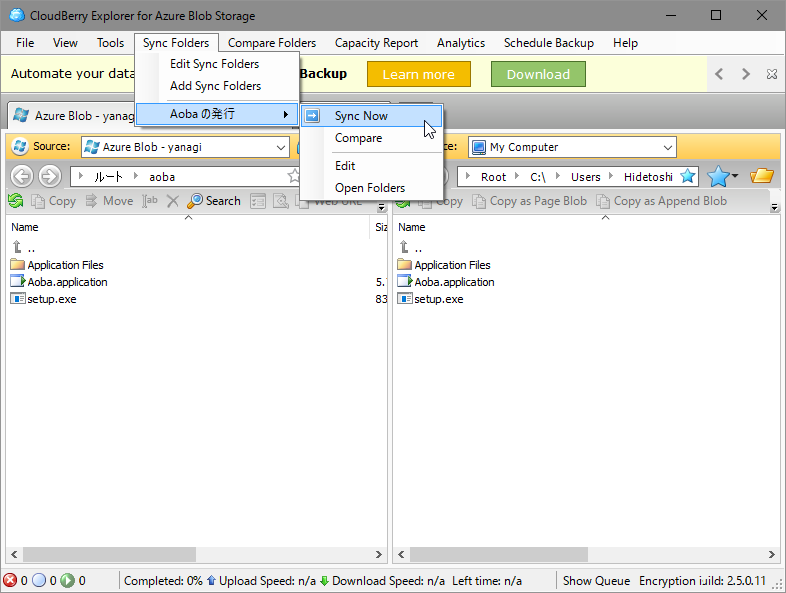 CloudBerry Explorer for Azure Blob Storage
File View Tools Sync Folders Compare Folders Capacity Report Analytics Schedule Backup Help
Automate your data Backup Learn more Download
Edit Sync Folders
Add Sync Folders
Aoba の発行
Sync Now
Compare
Edit
Open Folders
Azure Blob - yanag
Source: Azure Blob - yanagi
ルート aoba
Copy Move Search Web URL
Name Siz
..
Application Files
Aoba.application 5.
setup.exe 83
My Computer
Root C:\ Users Hidetoshi
Copy Copy as Page Blob Copy as Append Blob
Name
..
Application Files
Aoba.application
setup.exe
0 0 0 Completed: 0% Upload Speed: n/a Download Speed: n/a Left time: n/a Show Queue Encryption iuild: 2.5.0.11